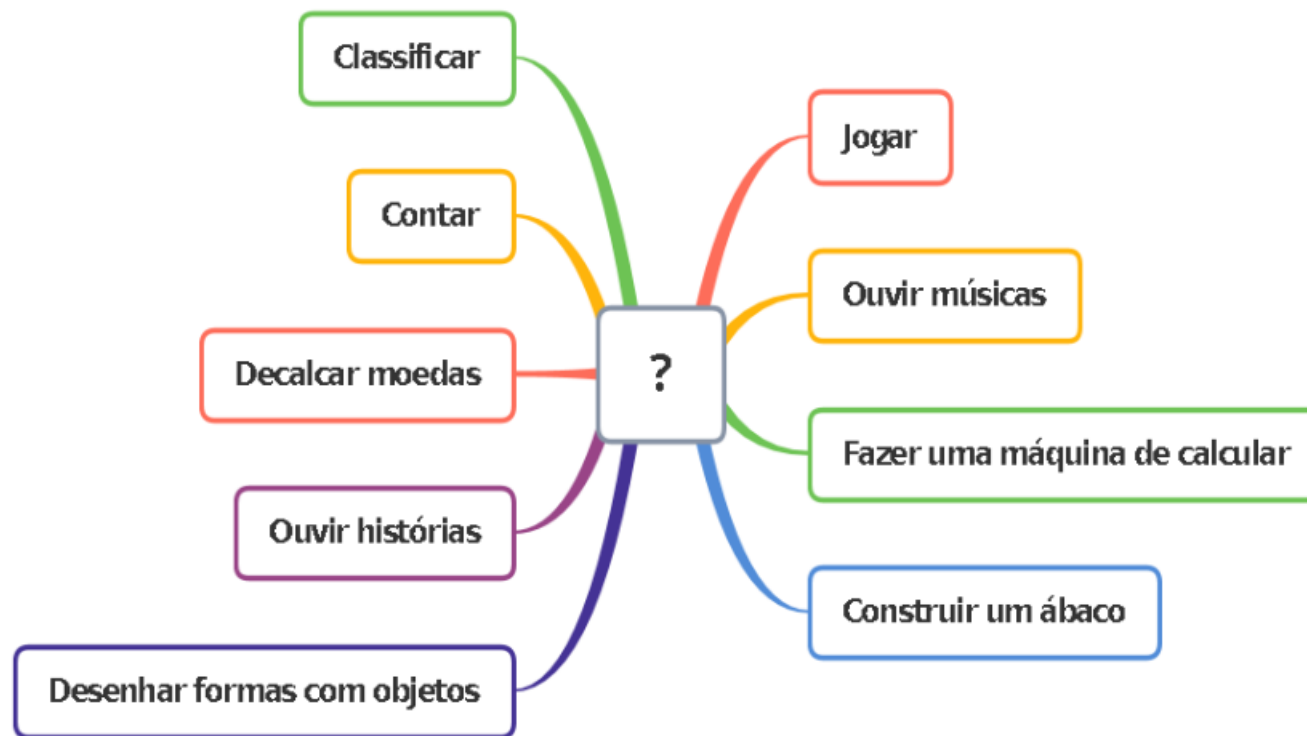 Classificar
Contar
Decalcar moedas
Ouvir histórias
Desenhar formas com objetos
?
Jogar
Ouvir músicas
Fazer uma máquina de calcular
Construir um ábaco